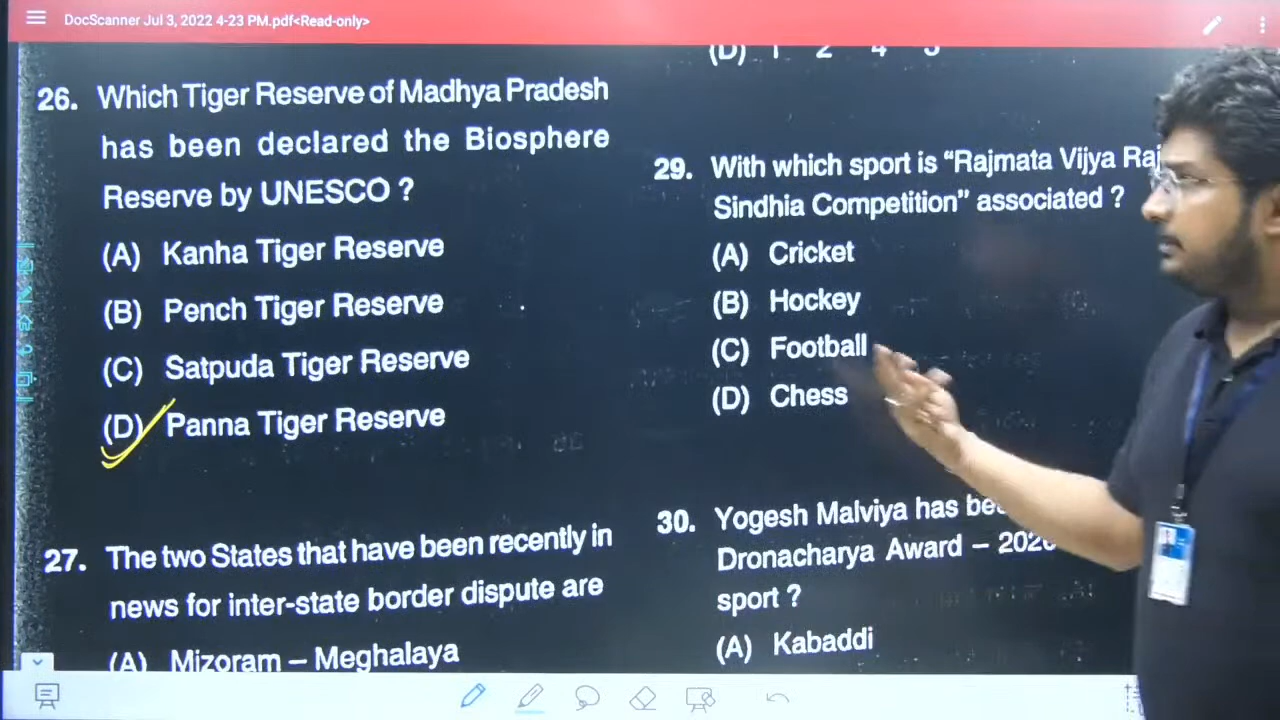 DocScanner Jul 3, 2022 4-23 PM.pdf<Read-only>
26. Which Tiger Reserve of Madhya Pradesh
has been declared the Biosphere
Reserve by UNESCO ?
(A) Kanha Tiger Reserve
(B) Pench Tiger Reserve
(C) Satpuda Tiger Reserve
(D) Panna Tiger Reserve
27. The two States that have been recently in
news for inter-state border dispute are
(A) Mizoram – Meghalaya
(D) 1 2 4 3
29. With which sport is “Rajmata Vijya Raj
Sindhia Competition” associated ?
(A) Cricket
(B) Hockey
(C) Football
(D) Chess
30. Yogesh Malviya has
Dronacharya Award –
sport ?
(A) Kabaddi